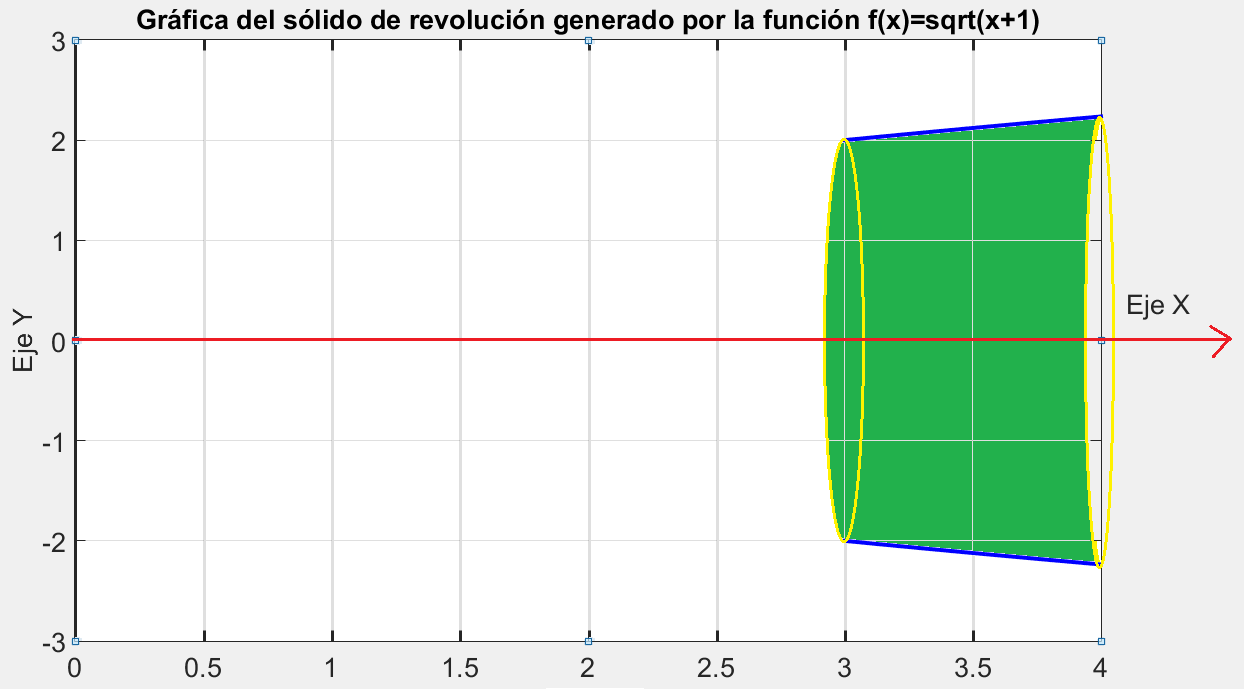 Gráfica del sólido de revolución generado por la función f(x)=sqrt(x+1)
3
2
1
0
-1
-2
-3
Eje Y
Eje X
0 0.5 1 1.5 2 2.5 3 3.5 4